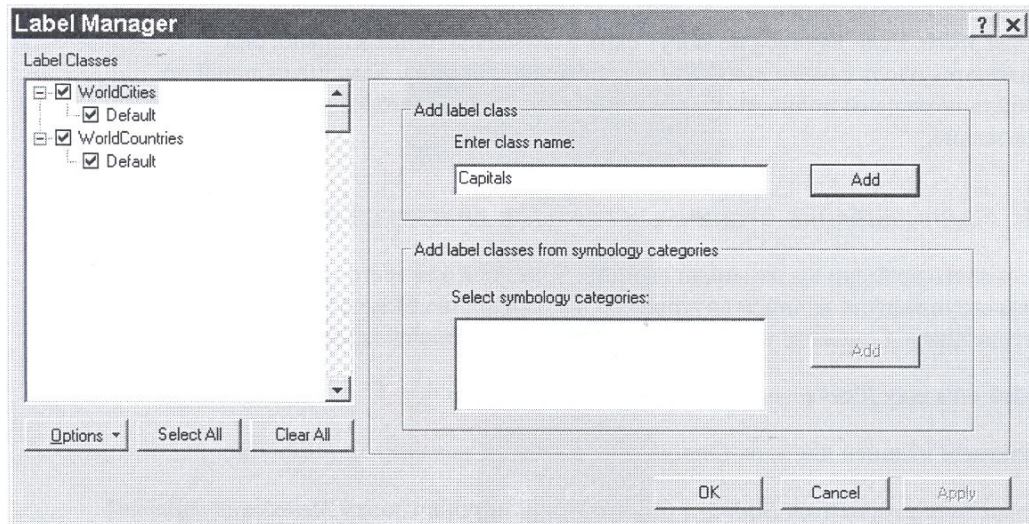 Label Manager
? X
Label Classes
WorldCities
Default
WorldCountries
Default
Add label class
Enter class name:
Capitals
Add
Add label classes from symbology categories
Select symbology categories:
Add
Options
Select All
Clear All
OK
Cancel
Apply